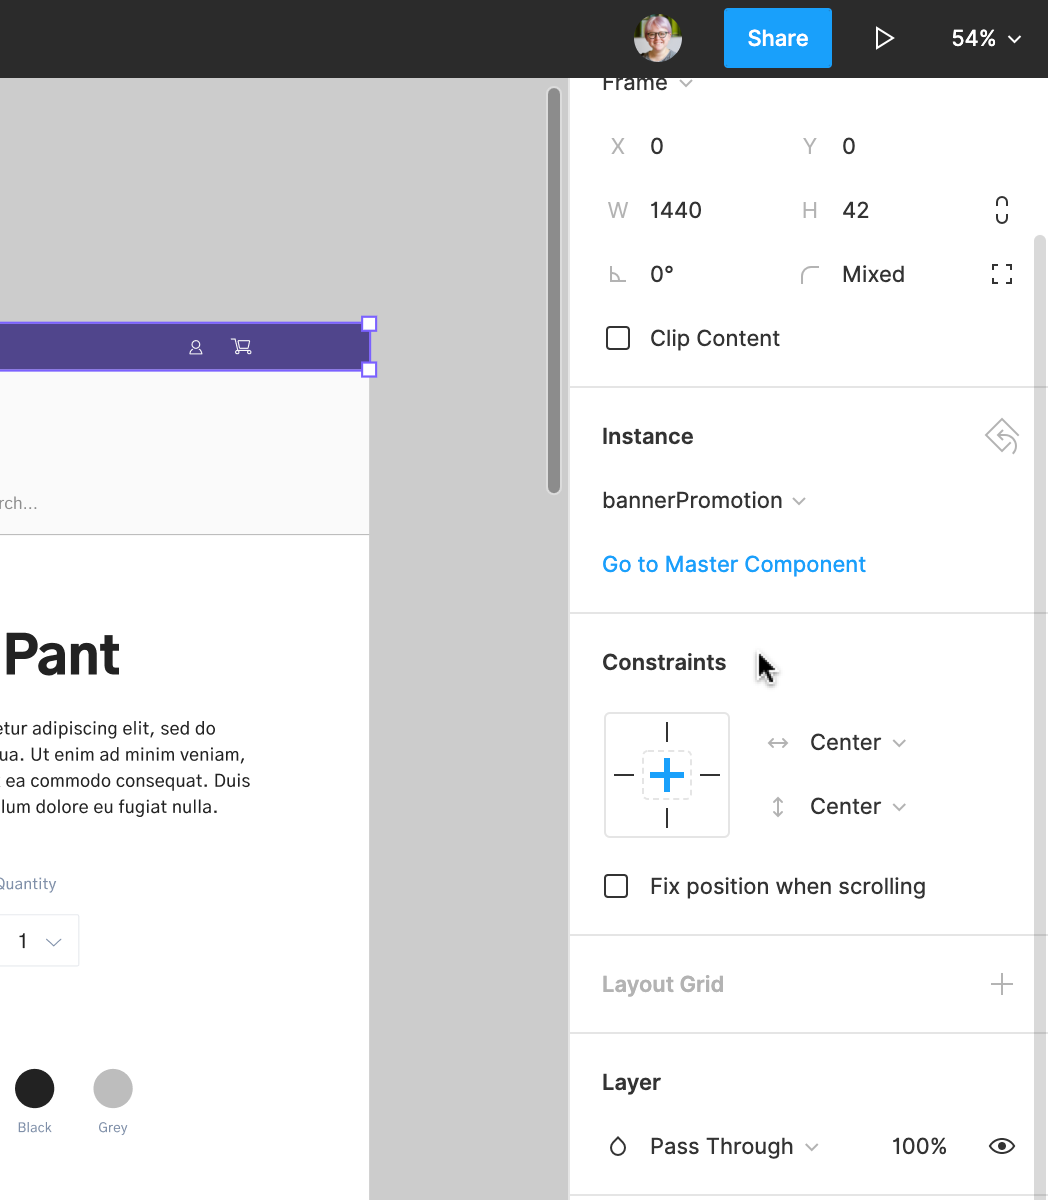 Share
54%
Frame
X 0 Y 0
W 1440 H 42
0° Mixed
Clip Content
Instance
bannerPromotion
Go to Master Component
Constraints
Center
Center
Fix position when scrolling
Layout Grid
Layer
Pass Through 100%
rch...
Pant
etur adipiscing elit, sed do
ua. Ut enim ad minim veniam,
ea commodo consequat. Duis
lum dolore eu fugiat nulla.
Quantity
1
Black Grey